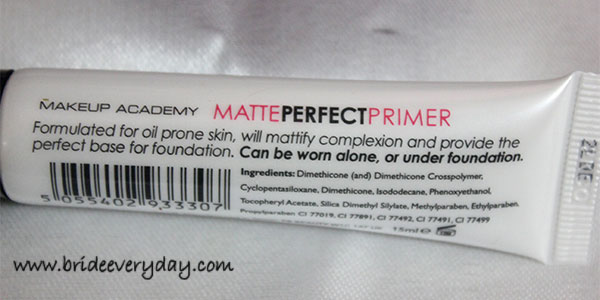 MAKEUP ACADEMY MATTEPERFECTPRIMER
Formulated for oil prone skin, will mattify complexion and provide the
perfect base for foundation. Can be worn alone, or under foundation.
Ingredients: Dimethicone (and) Dimethicone Crosspolymer,
Cyclopentasiloxane, Dimethicone, Isododecane, Phenoxyethanol,
Tocopheryl Acetate, Silica Dimethyl Silylate, Methylparaben, Ethylparaben,
Propylparaben, CI 77019, CI 77891, CI 77492, CI 77491, CI 77499
15ml e
5 055402 933307
www.brideeveryday.com